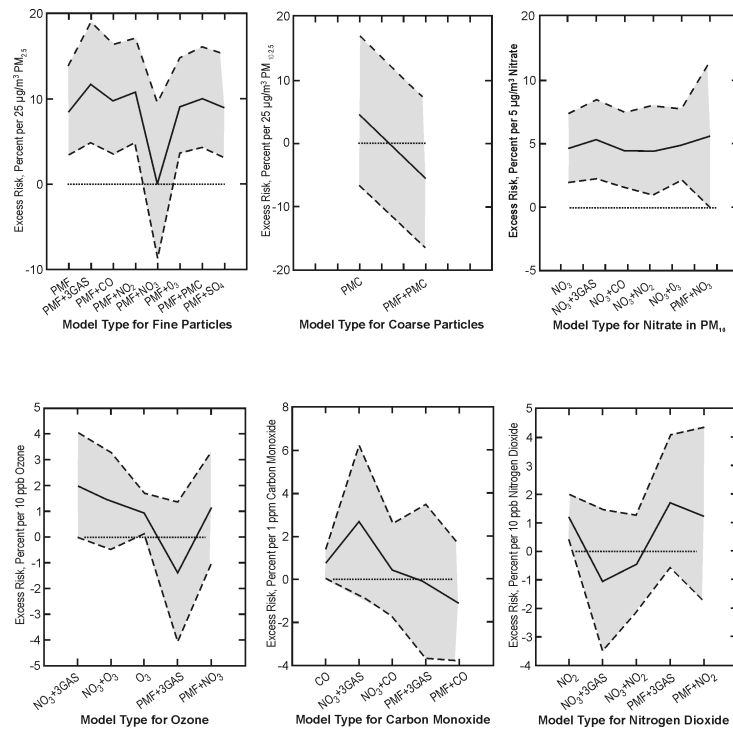 Excess Risk, Percent per 25 µg/m³ PM2.5
20
10
0
-10
PMF
PMF+3GAS
PMF+CO
PMF+NO2
PMF+NO3
PMF+O3
PMF+PMC
PMF+SO4
Model Type for Fine Particles
Excess Risk, Percent per 25 µg/m³ PM 10-2.5
20
10
0
-10
-20
PMC
PMF+PMC
Model Type for Coarse Particles
Excess Risk, Percent per 5 µg/m³ Nitrate
15
10
5
0
-5
NO3
NO3+3GAS
NO3+CO
NO3+NO2
NO3+O3
PMF+NO3
Model Type for Nitrate in PM10
Excess Risk, Percent per 10 ppb Ozone
5
4
3
2
1
0
-1
-2
-3
-4
-5
NO3+3GAS
NO3+O3
O3
PMF+3GAS
PMF+NO3
Model Type for Ozone
Excess Risk, Percent per 1 ppm Carbon Monoxide
8
6
4
2
0
-2
-4
CO
NO3+3GAS
NO3+CO
PMF+3GAS
PMF+CO
Model Type for Carbon Monoxide
Excess Risk, Percent per 10 ppb Nitrogen Dioxide
5
4
3
2
1
0
-1
-2
-3
-4
NO2
NO3+3GAS
NO3+NO2
PMF+3GAS
PMF+NO2
Model Type for Nitrogen Dioxide